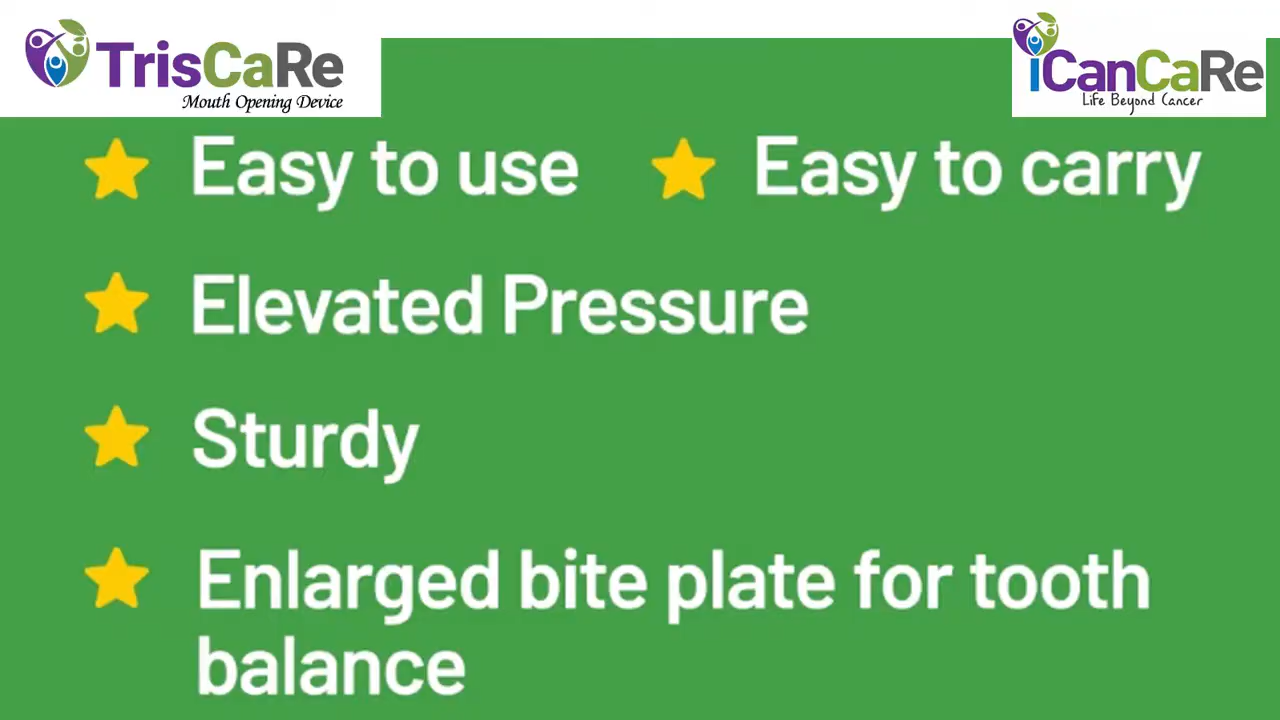 TrisCaRe
Mouth Opening Device
iCanCaRe
Life Beyond Cancer
Easy to use
Easy to carry
Elevated Pressure
Sturdy
Enlarged bite plate for tooth
balance